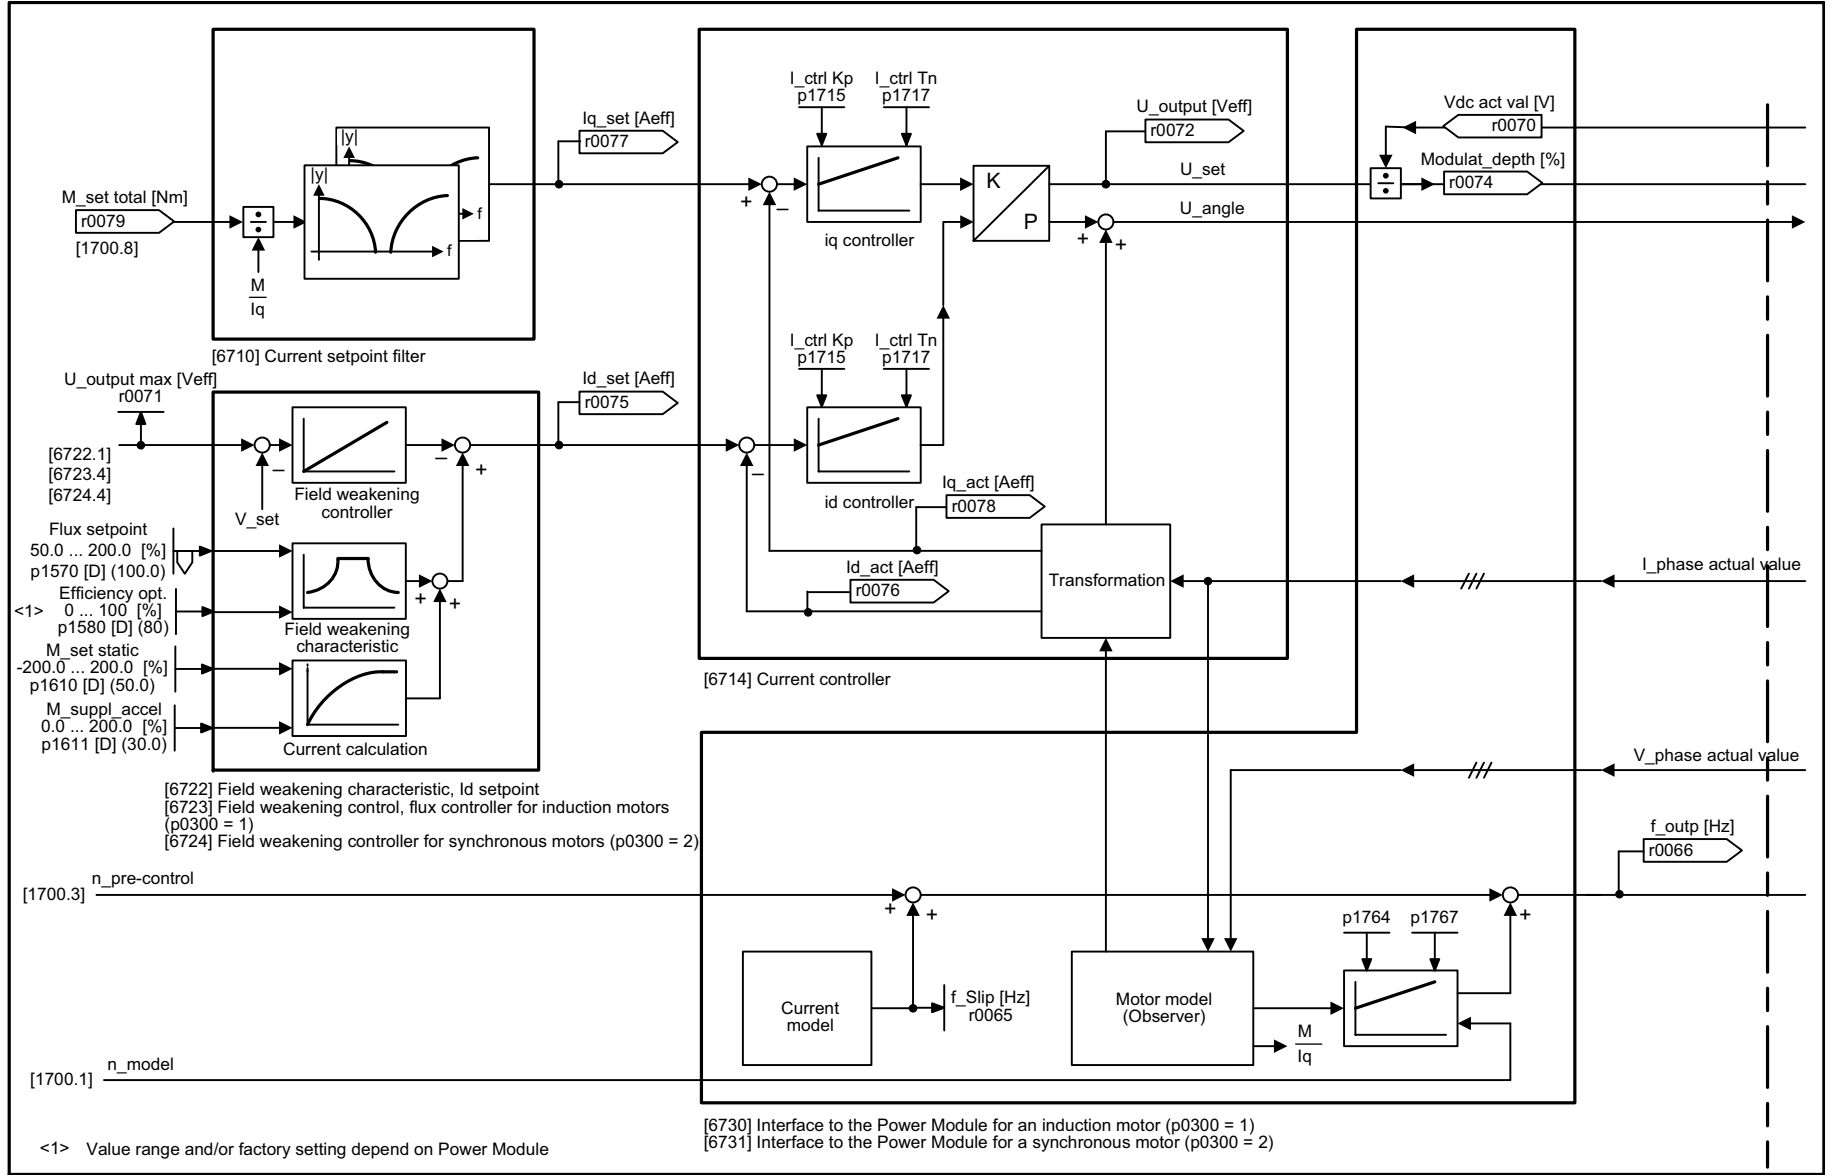 M_set total [Nm]
r0079
[1700.8]
÷
M
Iq
|y|
|y|
f
f
[6710] Current setpoint filter
Iq_set [Aeff]
r0077
I_ctrl Kp
p1715
I_ctrl Tn
p1717
+
–
iq controller
K
P
U_output [Veff]
r0072
U_set
U_angle
+
+
Vdc act val [V]
r0070
Modulat_depth [%]
÷
r0074
U_output max [Veff]
r0071
[6722.1]
[6723.4]
[6724.4]
–
V_set
Field weakening
controller
–
+
Id_set [Aeff]
r0075
I_ctrl Kp
p1715
I_ctrl Tn
p1717
–
id controller
Iq_act [Aeff]
r0078
Id_act [Aeff]
r0076
Transformation
I_phase actual value
Flux setpoint
50.0 ... 200.0 [%]
p1570 [D] (100.0)
Efficiency opt.
<1> 0 ... 100 [%]
p1580 [D] (80)
Field weakening
characteristic
+
+
M_set static
-200.0 ... 200.0 [%]
p1610 [D] (50.0)
M_suppl_accel
0.0 ... 200.0 [%]
p1611 [D] (30.0)
Current calculation
[6714] Current controller
V_phase actual value
[6722] Field weakening characteristic, Id setpoint
[6723] Field weakening control, flux controller for induction motors
(p0300 = 1)
[6724] Field weakening controller for synchronous motors (p0300 = 2)
f_outp [Hz]
r0066
[1700.3]
n_pre-control
+
+
+
p1764
p1767
Current
model
f_Slip [Hz]
r0065
Motor model
(Observer)
M
Iq
[1700.1]
n_model
[6730] Interface to the Power Module for an induction motor (p0300 = 1)
[6731] Interface to the Power Module for a synchronous motor (p0300 = 2)
<1> Value range and/or factory setting depend on Power Module